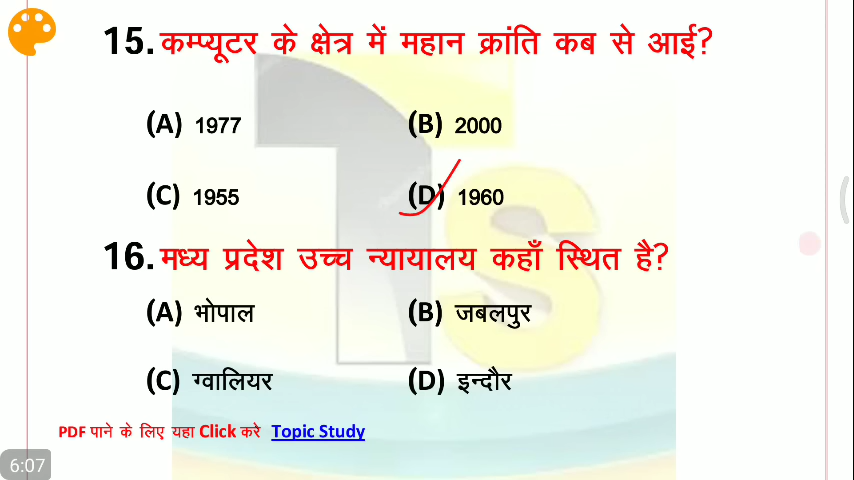 15. कम्प्यूटर के क्षेत्र में महान क्रांति कब से आई?
(A) 1977 (B) 2000
(C) 1955 (D) 1960
16. मध्य प्रदेश उच्च न्यायालय कहाँ स्थित है?
(A) भोपाल (B) जबलपुर
(C) ग्वालियर (D) इन्दौर
PDF पाने के लिए यहा Click करे Topic Study
6:07